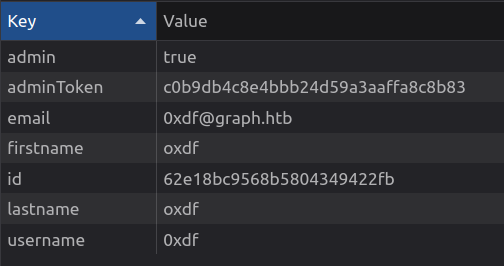 Key Value
admin true
adminToken c0b9db4c8e4bbb24d59a3aaffa8c8b83
email 0xdf@graph.htb
firstname oxdf
id 62e18bc9568b5804349422fb
lastname oxdf
username 0xdf